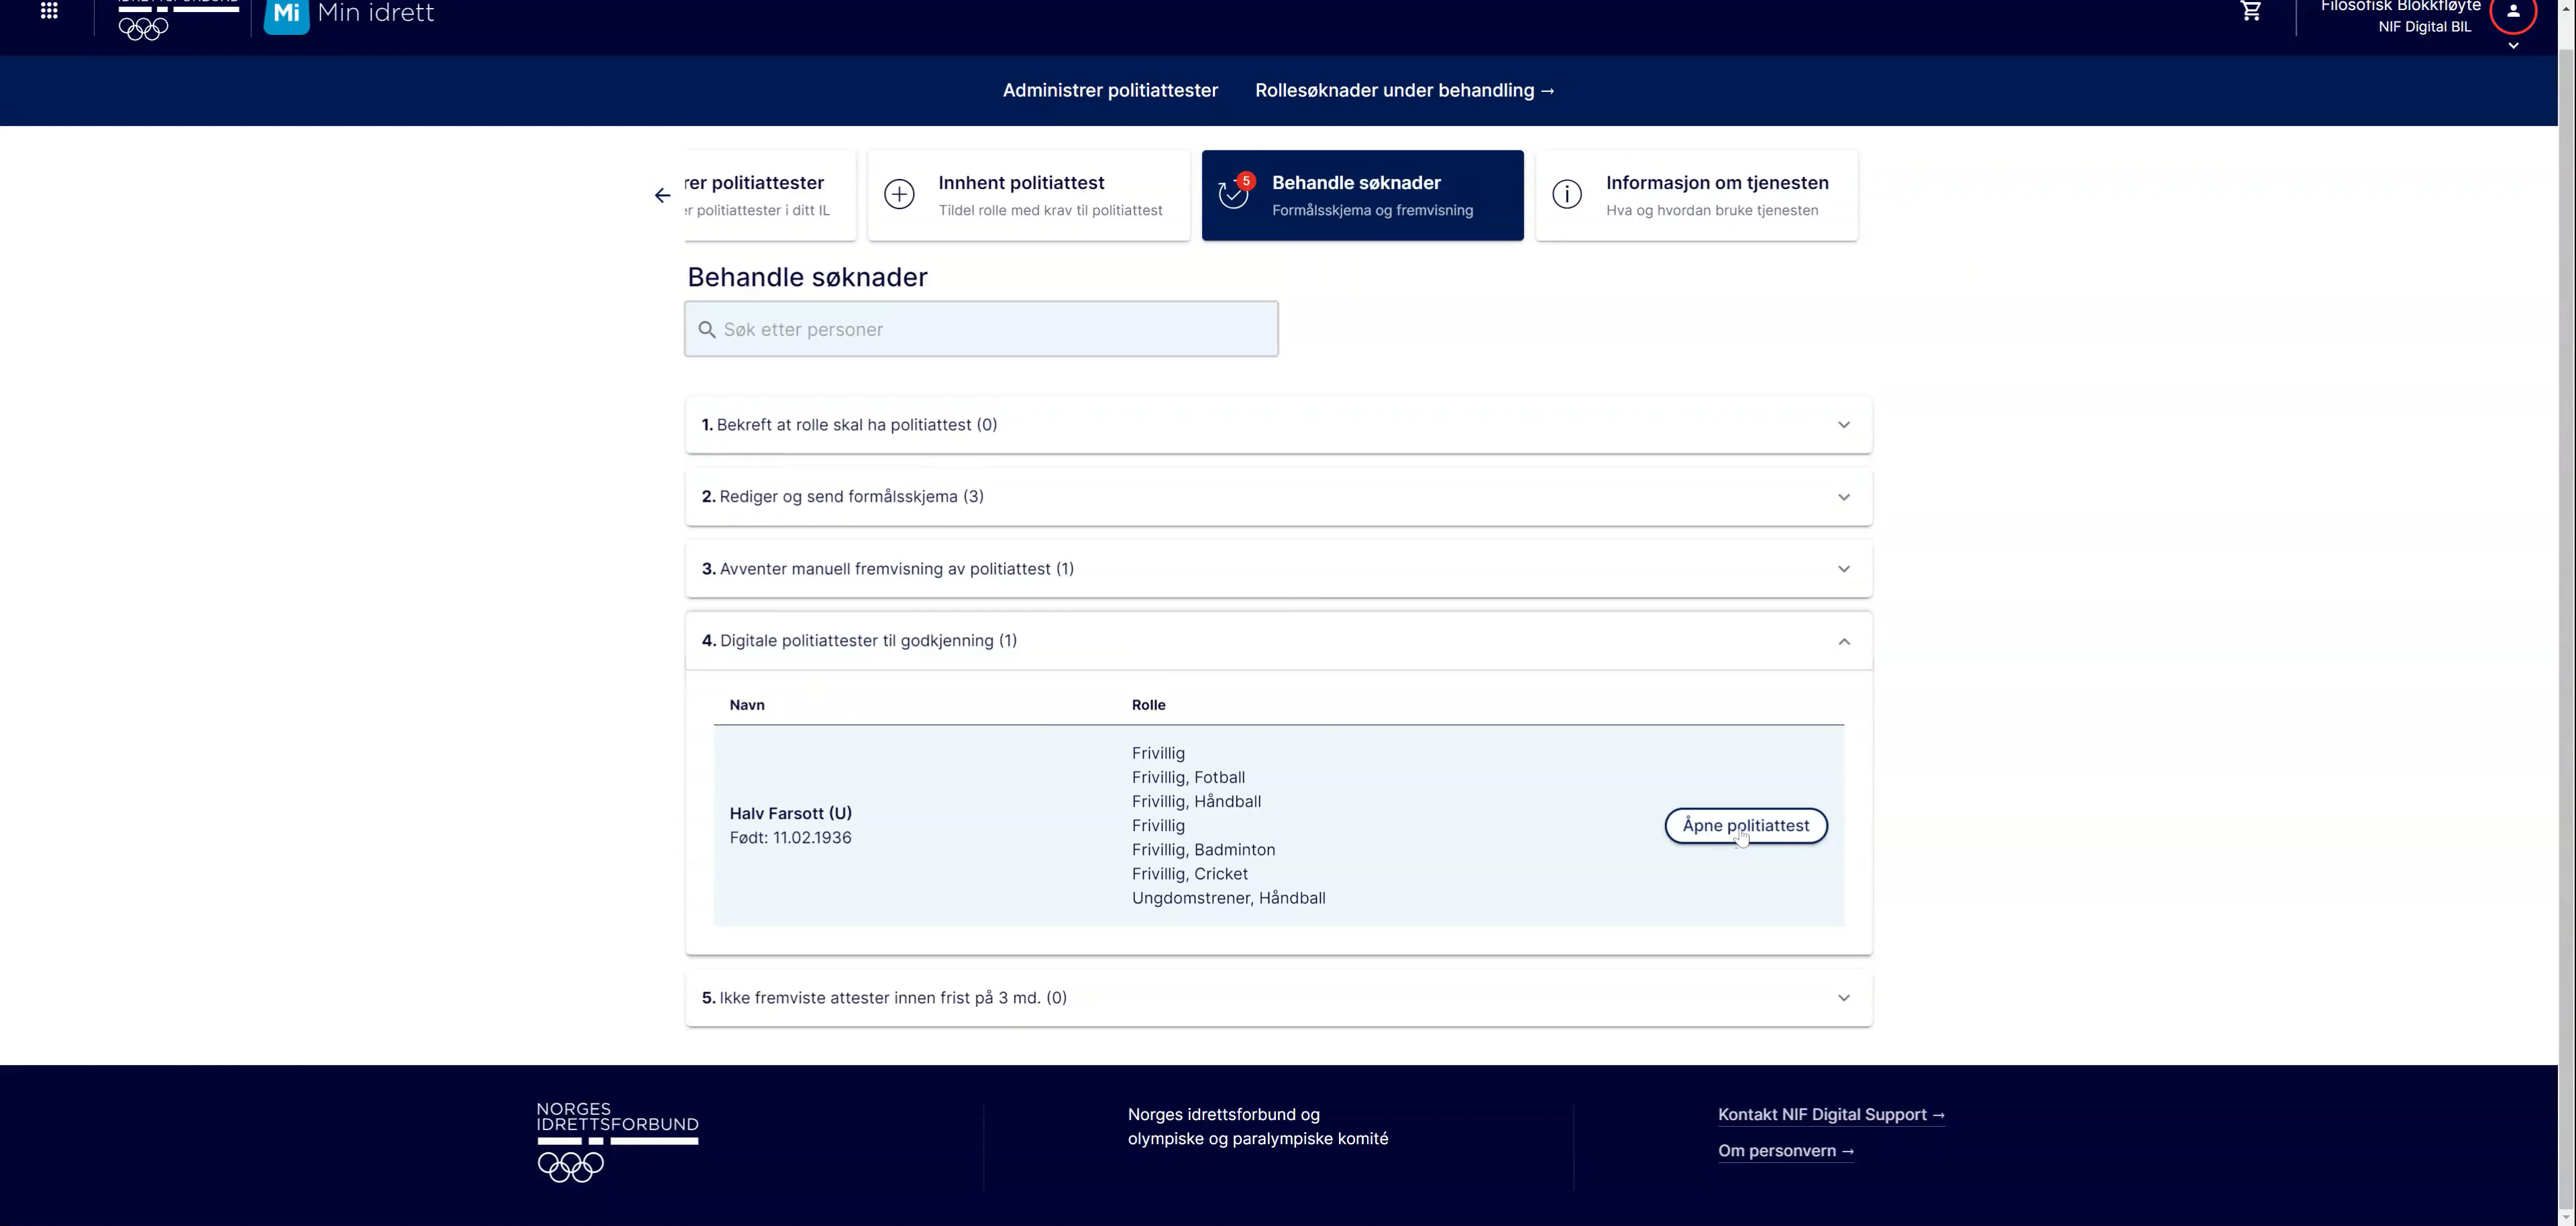 Mi Min idrett
Filosofisk Blokkfløyte
NIF Digital BIL
Administrer politiattester Rollesøknader under behandling →
rer politiattester
er politiattester i ditt IL
Innhent politiattest
Tildel rolle med krav til politiattest
5
Behandle søknader
Formålsskjema og fremvisning
Informasjon om tjenesten
Hva og hvordan bruke tjenesten
Behandle søknader
Søk etter personer
1. Bekreft at rolle skal ha politiattest (0)
2. Rediger og send formålsskjema (3)
3. Avventer manuell fremvisning av politiattest (1)
4. Digitale politiattester til godkjenning (1)
Navn Rolle
Halv Farsott (U)
Født: 11.02.1936
Frivillig
Frivillig, Fotball
Frivillig, Håndball
Frivillig
Frivillig, Badminton
Frivillig, Cricket
Ungdomstrener, Håndball
Åpne politiattest
5. Ikke fremviste attester innen frist på 3 md. (0)
NORGES
IDRETTSFORBUND
Norges idrettsforbund og
olympiske og paralympiske komité
Kontakt NIF Digital Support →
Om personvern →